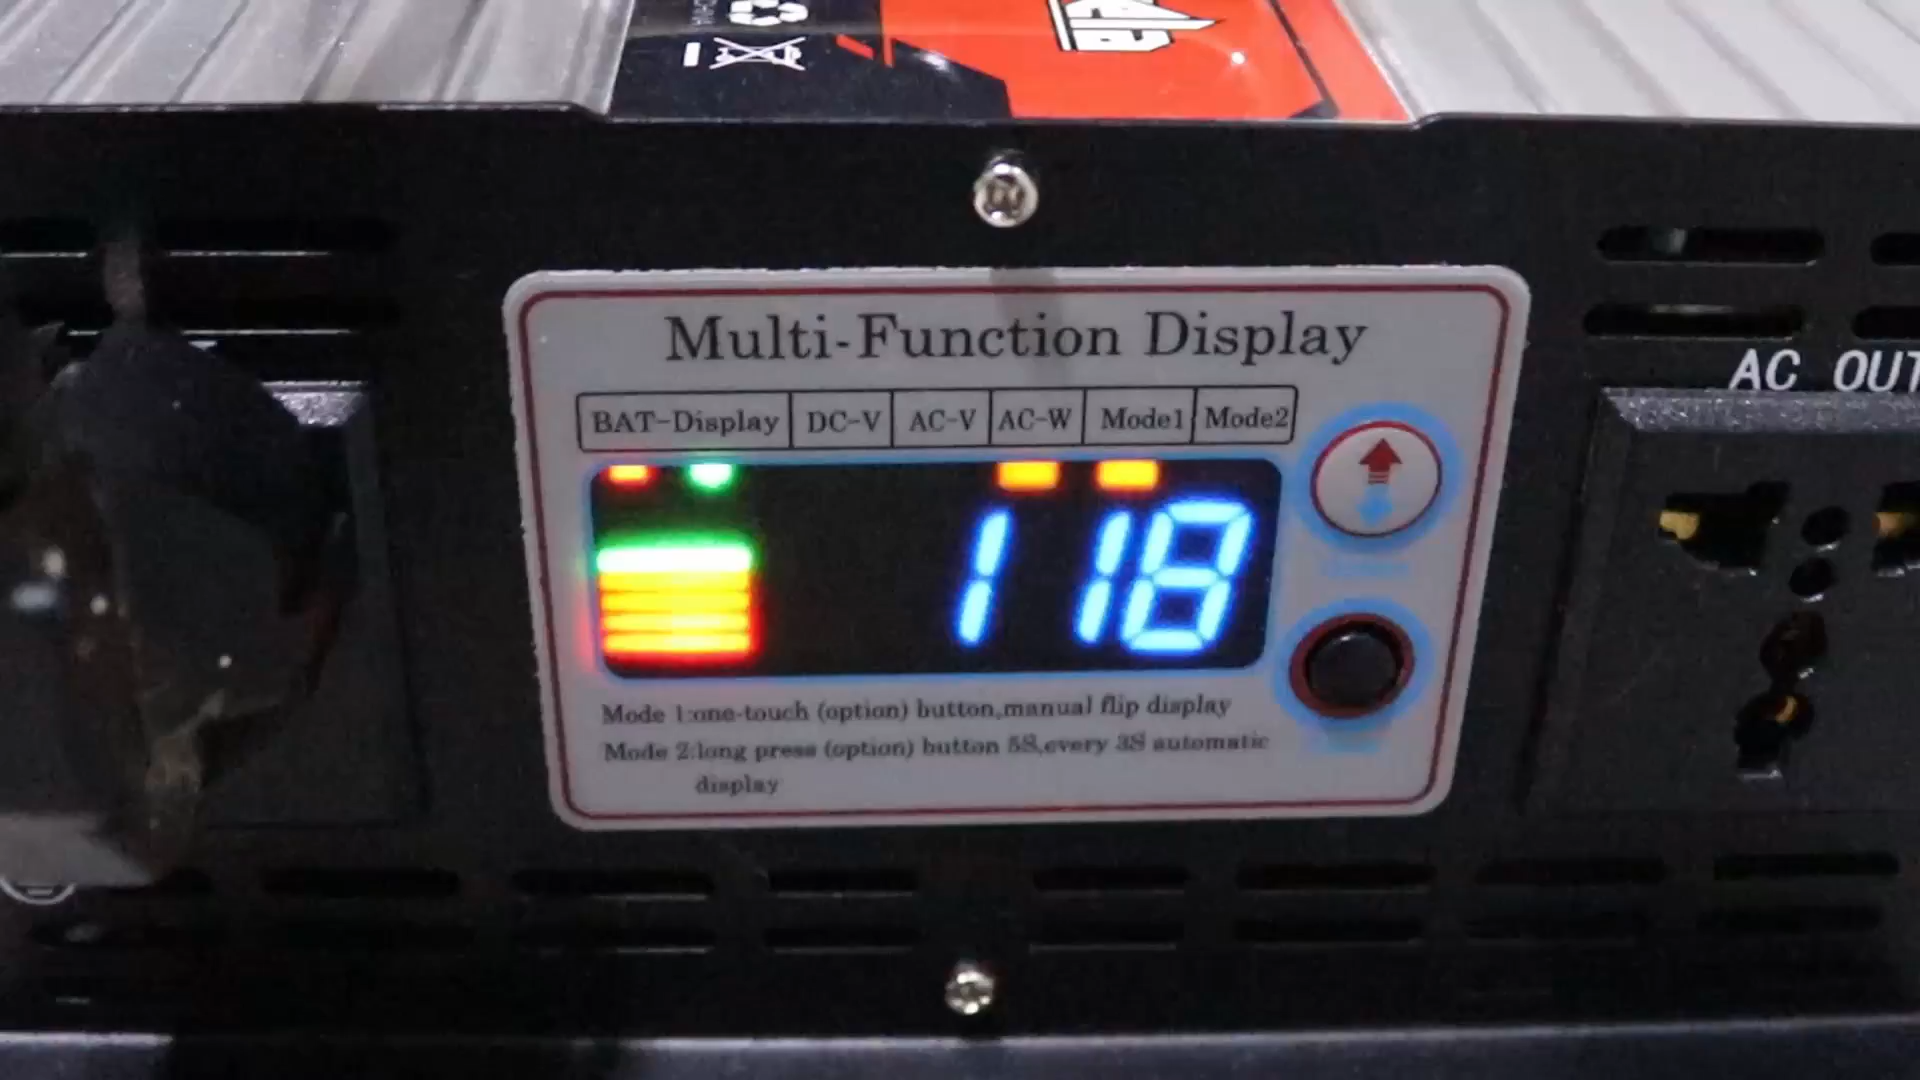 Multi-Function Display
BAT-Display DC-V AC-V AC-W Mode1 Mode2
118
Mode 1:one-touch (option) button,manual flip display
Mode 2:long press (option) button 5S,every 3S automatic
display
AC OUT